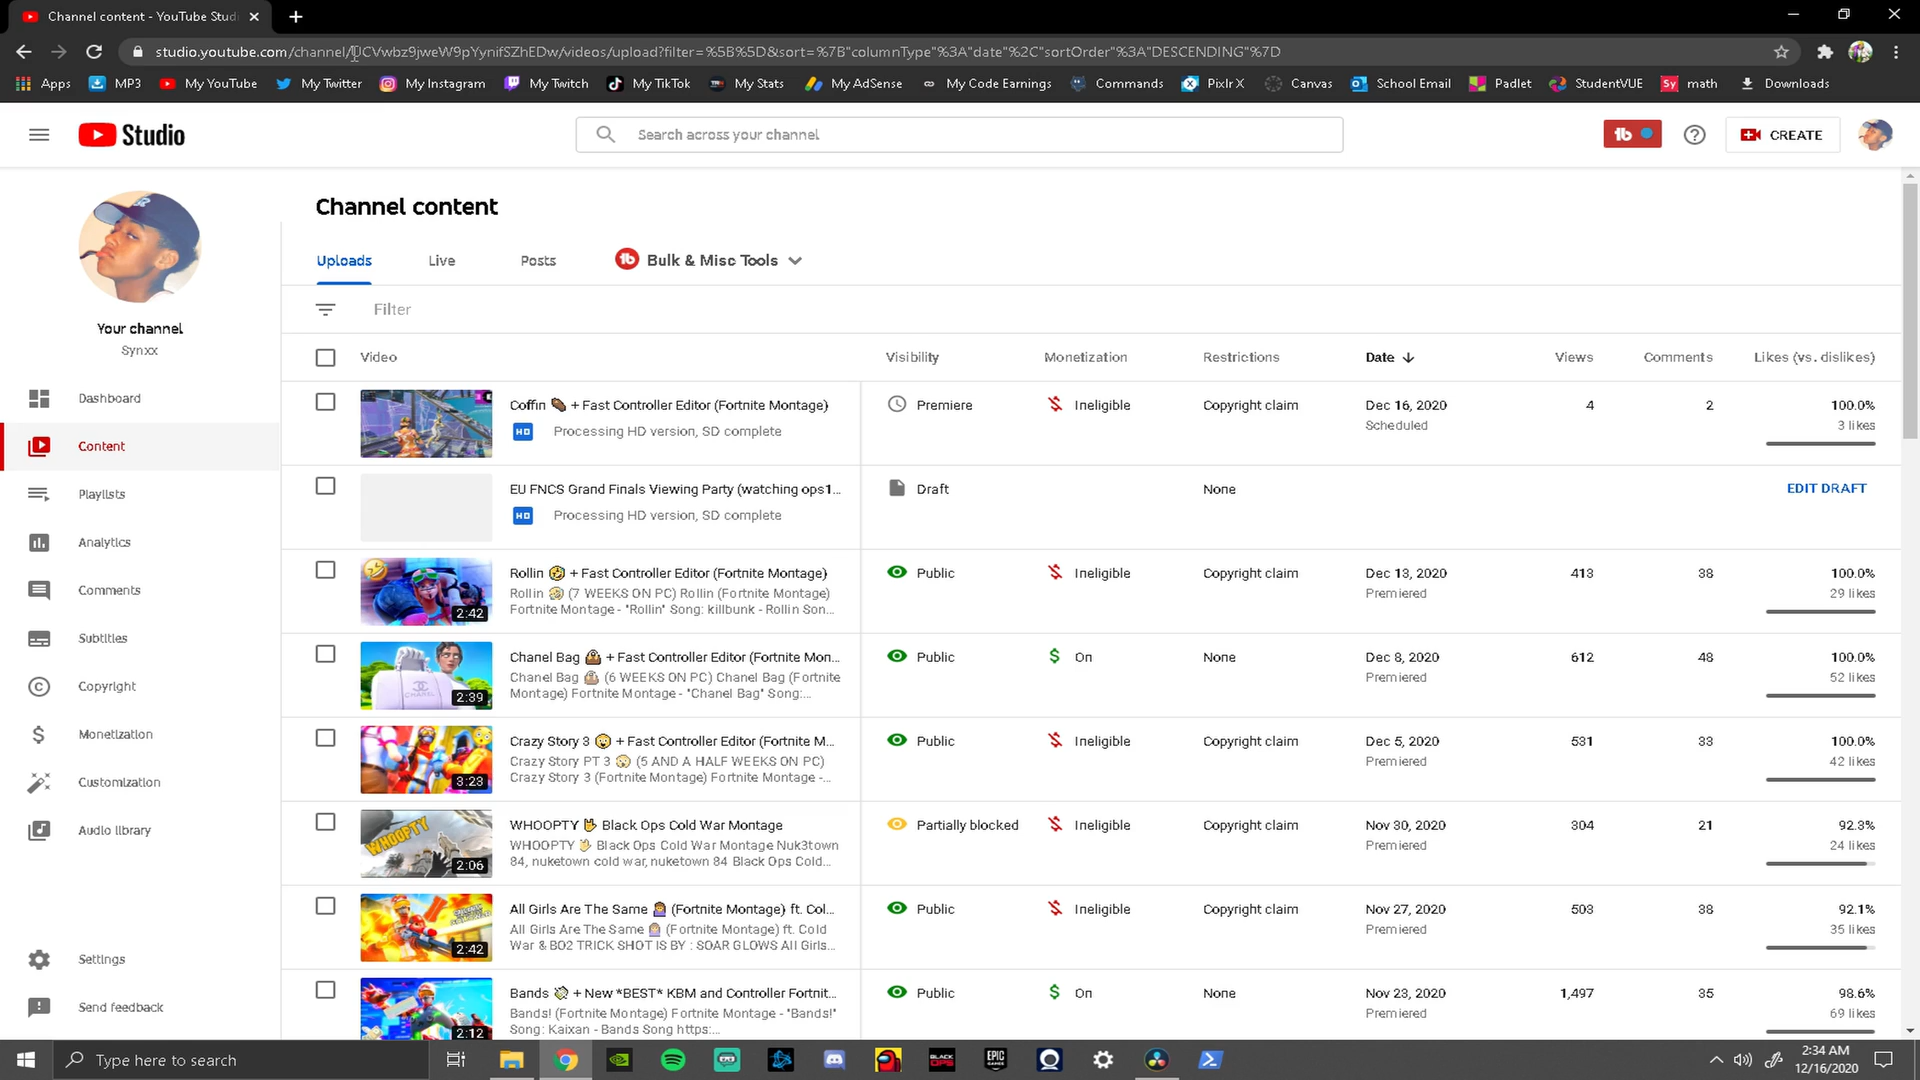 Channel content - YouTube Studi
studio.youtube.com/channel/UCVwbz9jweW9pYynifSZhEDw/videos/upload?filter=%5B%5D&sort=%7B"columnType"%3A"date"%2C"sortOrder"%3A"DESCENDING"%7D
Apps MP3 My YouTube My Twitter My Instagram My Twitch My TikTok My Stats My AdSense My Code Earnings Commands Pixlr X Canvas School Email Padlet StudentVUE Sy math Downloads
Studio
Search across your channel
CREATE
Your channel
Synxx
Dashboard
Content
Playlists
Analytics
Comments
Subtitles
Copyright
Monetization
Customization
Audio library
Settings
Send feedback
Channel content
Uploads Live Posts Bulk & Misc Tools
Filter
Video Visibility Monetization Restrictions Date Views Comments Likes (vs. dislikes)
Coffin ⚰️ + Fast Controller Editor (Fortnite Montage) Premiere Ineligible Copyright claim Dec 16, 2020 4 2 100.0%
HD Processing HD version, SD complete Scheduled 3 likes
EU FNCS Grand Finals Viewing Party (watching ops1... Draft None EDIT DRAFT
HD Processing HD version, SD complete
Rollin 🤣 + Fast Controller Editor (Fortnite Montage) Public Ineligible Copyright claim Dec 13, 2020 413 38 100.0%
Rollin 🤣 (7 WEEKS ON PC) Rollin (Fortnite Montage) Premiered 29 likes
Fortnite Montage - "Rollin" Song: killbunk - Rollin Son...
2:42
Chanel Bag 👜 + Fast Controller Editor (Fortnite Mon... Public On None Dec 8, 2020 612 48 100.0%
Chanel Bag 👜 (6 WEEKS ON PC) Chanel Bag (Fortnite Premiered 52 likes
Montage) Fortnite Montage - "Chanel Bag" Song:...
CHANEL
2:39
Crazy Story 3 😳 + Fast Controller Editor (Fortnite M... Public Ineligible Copyright claim Dec 5, 2020 531 33 100.0%
Crazy Story PT 3 😳 (5 AND A HALF WEEKS ON PC) Premiered 42 likes
Crazy Story 3 (Fortnite Montage) Fortnite Montage -...
3:23
WHOOPTY 🖖 Black Ops Cold War Montage Partially blocked Ineligible Copyright claim Nov 30, 2020 304 21 92.3%
WHOOPTY 🖖 Black Ops Cold War Montage Nuk3town Premiered 24 likes
84, nuketown cold war, nuketown 84 Black Ops Cold...
WHOOPTY
2:06
All Girls Are The Same 🤷 (Fortnite Montage) ft. Col... Public Ineligible Copyright claim Nov 27, 2020 503 38 92.1%
All Girls Are The Same 🤷 (Fortnite Montage) ft. Cold Premiered 35 likes
War & BO2 TRICK SHOT IS BY : SOAR GLOWS All Girls...
2:42
Bands 💸 + New *BEST* KBM and Controller Fortnit... Public On None Nov 23, 2020 1,497 35 98.6%
Bands! (Fortnite Montage) Fortnite Montage - "Bands!" Premiered 69 likes
Song: Kaixan - Bands Song https:...
2:12
Type here to search
BLACK OPS
EPIC GAMES
2:34 AM
12/16/2020